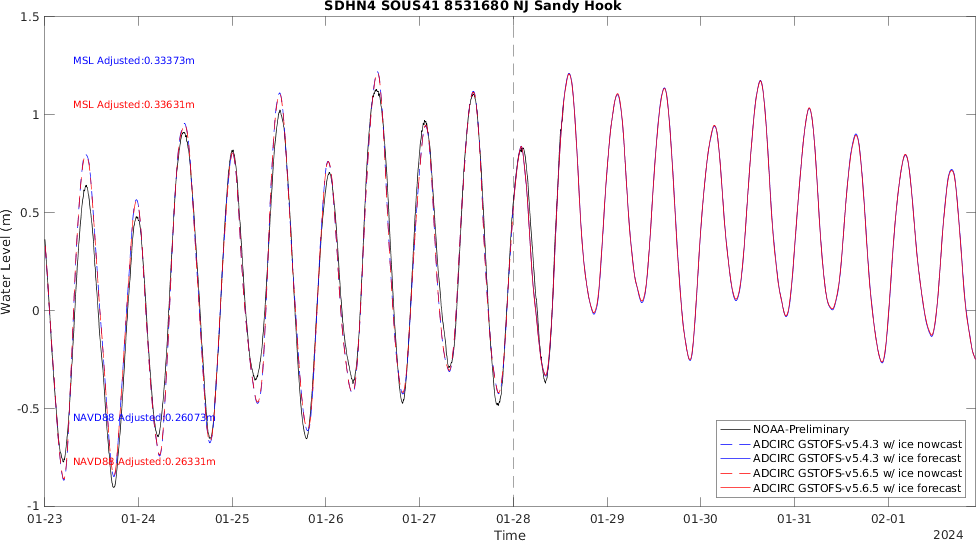 SDHN4 SOUS41 8531680 NJ Sandy Hook
1.5
MSL Adjusted:0.33373m
MSL Adjusted:0.33631m
1
0.5
Water Level (m)
0
-0.5
NAVD88 Adjusted:0.26073m
NAVD88 Adjusted:0.26331m
-1
NOAA-Preliminary
ADCIRC GSTOFS-v5.4.3 w/ ice nowcast
ADCIRC GSTOFS-v5.4.3 w/ ice forecast
ADCIRC GSTOFS-v5.6.5 w/ ice nowcast
ADCIRC GSTOFS-v5.6.5 w/ ice forecast
01-23 01-24 01-25 01-26 01-27 01-28 01-29 01-30 01-31 02-01
Time
2024